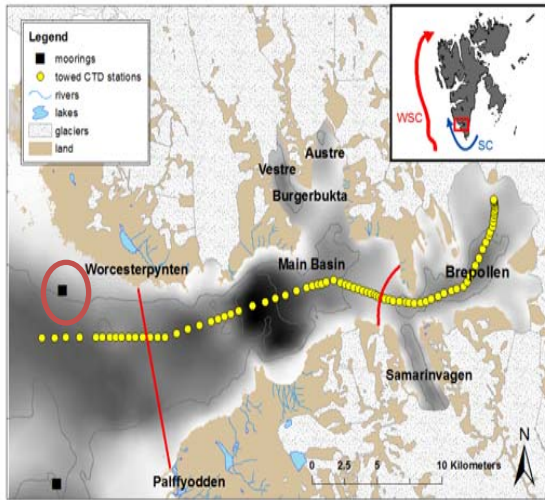 Legend
moorings
towed CTD stations
rivers
lakes
glaciers
land
WSC
SC
Austre
Vestre
Burgerbukta
Worcesterpynten
Main Basin
Brepollen
Samarinvagen
Palffyodden
N
0 2.5 5 10 Kilometers